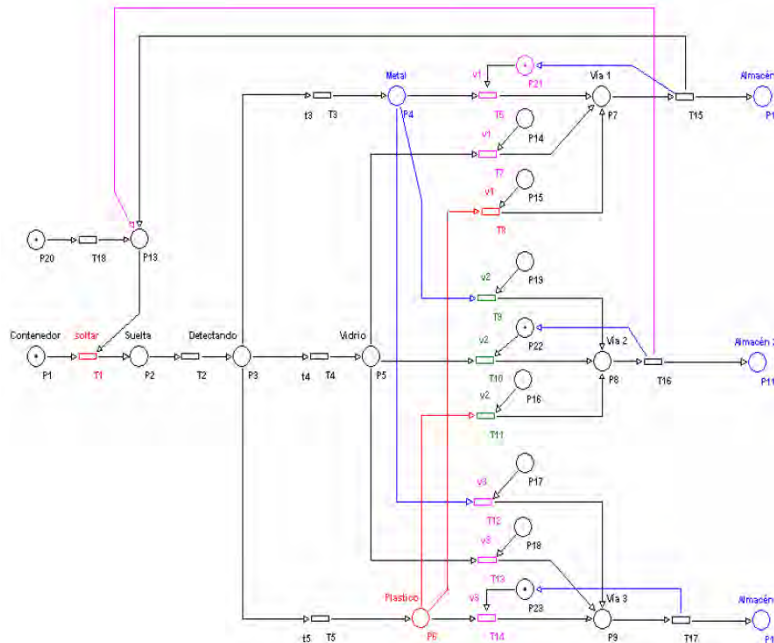 Metal
v1
P21
Vía 1
Almacén
t3
T3
P4
T6
P7
T15
P1
v1
P14
T7
v1
P15
T8
P20
T18
P13
v2
P19
T9
Contenedor
soltar
Suelta
Detectando
Vidrio
v2
P22
Vía 2
Almacén 2
P1
T1
P2
T2
P3
t4
T4
P5
T10
P8
T16
P11
v2
P16
T11
v3
P17
T12
v3
P18
T13
Plastico
v3
P23
Vía 3
Almacén
t5
T5
P6
T14
P9
T17
P1